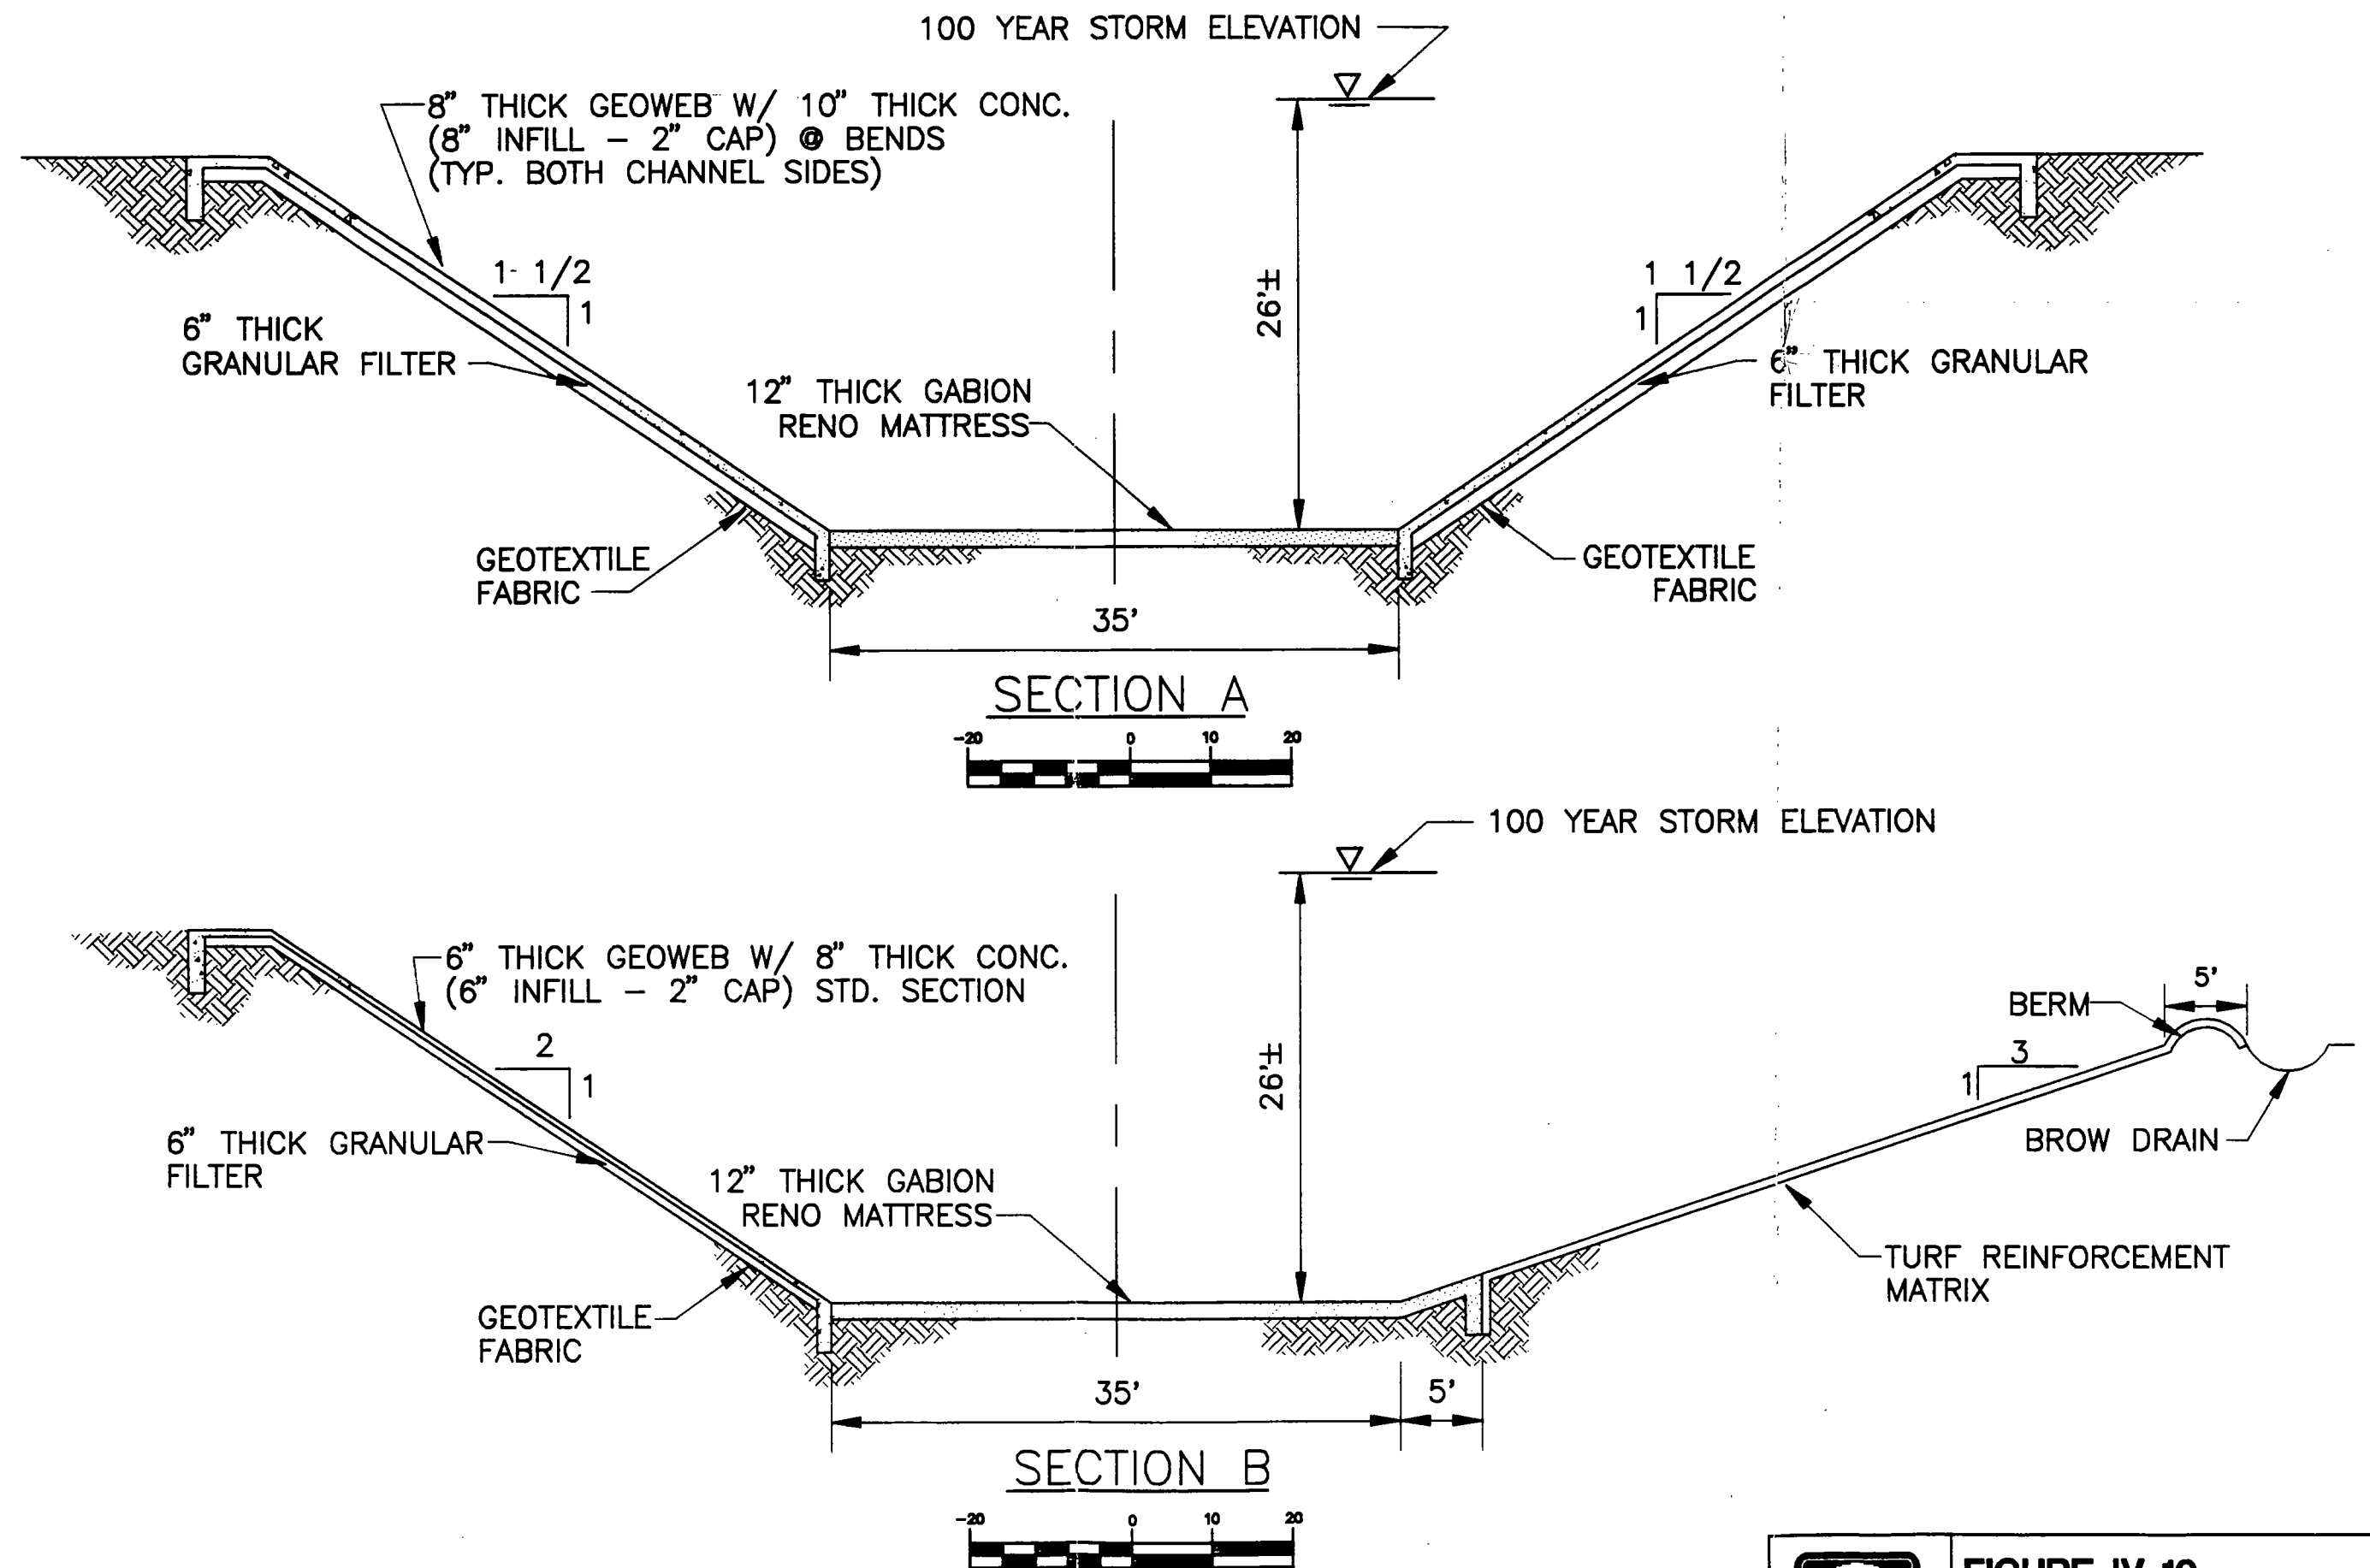 100 YEAR STORM ELEVATION
8" THICK GEOWEB W/ 10" THICK CONC.
(8" INFILL – 2" CAP) @ BENDS
(TYP. BOTH CHANNEL SIDES)
1- 1/2
1
1 1/2
1
26'±
6" THICK
GRANULAR FILTER
12" THICK GABION
RENO MATTRESS
6" THICK GRANULAR
FILTER
GEOTEXTILE
FABRIC
GEOTEXTILE
FABRIC
35'
SECTION A
-20 0 10 20
100 YEAR STORM ELEVATION
6" THICK GEOWEB W/ 8" THICK CONC.
(6" INFILL – 2" CAP) STD. SECTION
5'
BERM
2
1
26'±
3
1
6" THICK GRANULAR
FILTER
BROW DRAIN
12" THICK GABION
RENO MATTRESS
TURF REINFORCEMENT
MATRIX
GEOTEXTILE
FABRIC
35'
5'
SECTION B
-20 0 10 20